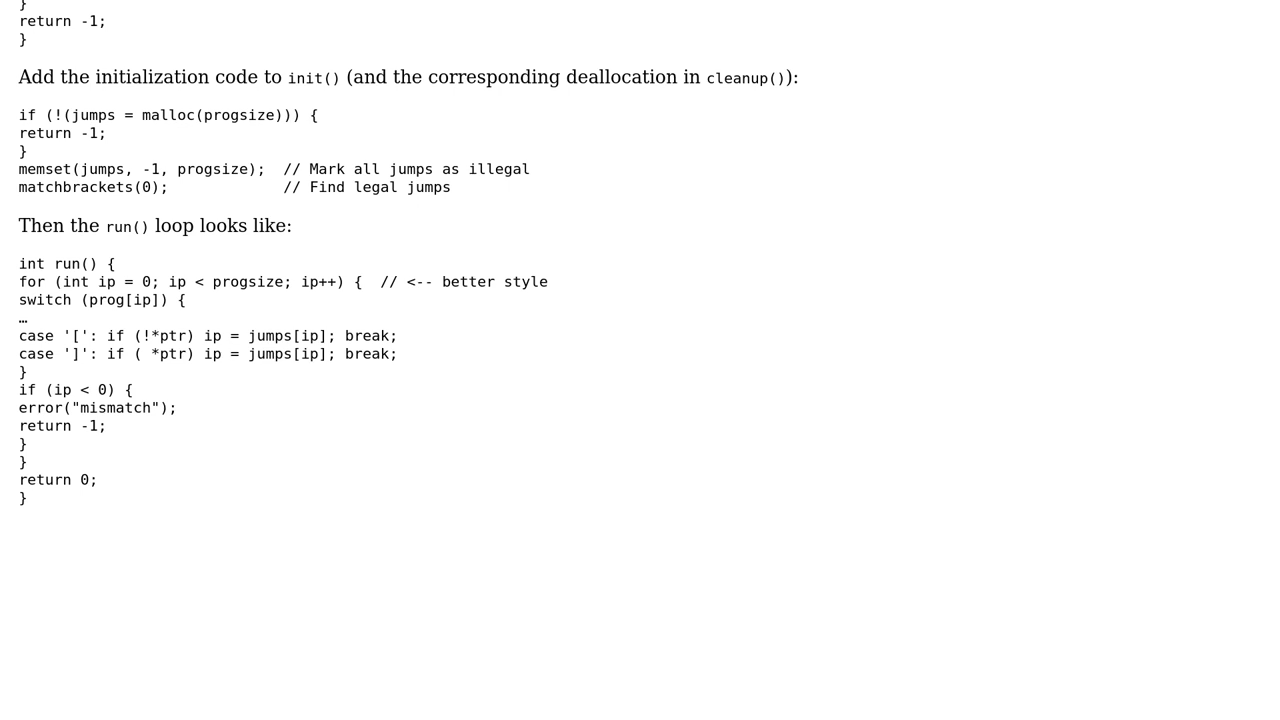 }
return -1;
}
Add the initialization code to init() (and the corresponding deallocation in cleanup()):
if (!(jumps = malloc(progsize))) {
return -1;
}
memset(jumps, -1, progsize);  // Mark all jumps as illegal
matchbrackets(0);             // Find legal jumps
Then the run() loop looks like:
int run() {
for (int ip = 0; ip < progsize; ip++) {  // <-- better style
switch (prog[ip]) {
…
case '[': if (!*ptr) ip = jumps[ip]; break;
case ']': if ( *ptr) ip = jumps[ip]; break;
}
if (ip < 0) {
error("mismatch");
return -1;
}
}
return 0;
}